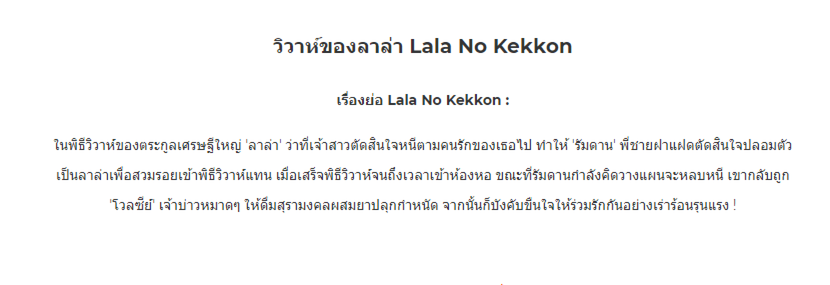 วิวาห์ของลาล่า Lala No Kekkon
เรื่องย่อ Lala No Kekkon :
ในพิธีวิวาห์ของตระกูลเศรษฐีใหญ่ 'ลาล่า' ว่าที่เจ้าสาวตัดสินใจหนีตามคนรักของเธอไป ทำให้ 'รัมดาน' พี่ชายฝาแฝดตัดสินใจปลอมตัว
เป็นลาล่าเพื่อสวมรอยเข้าพิธีวิวาห์แทน เมื่อเสร็จพิธีวิวาห์จนถึงเวลาเข้าห้องหอ ขณะที่รัมดานกำลังคิดวางแผนจะหลบหนี เขากลับถูก
'โวลซีย์' เจ้าบ่าวหมาดๆ ให้ดื่มสุรามงคลผสมยาปลุกกำหนัด จากนั้นก็บังคับขืนใจให้ร่วมรักกันอย่างเร่าร้อนรุนแรง !